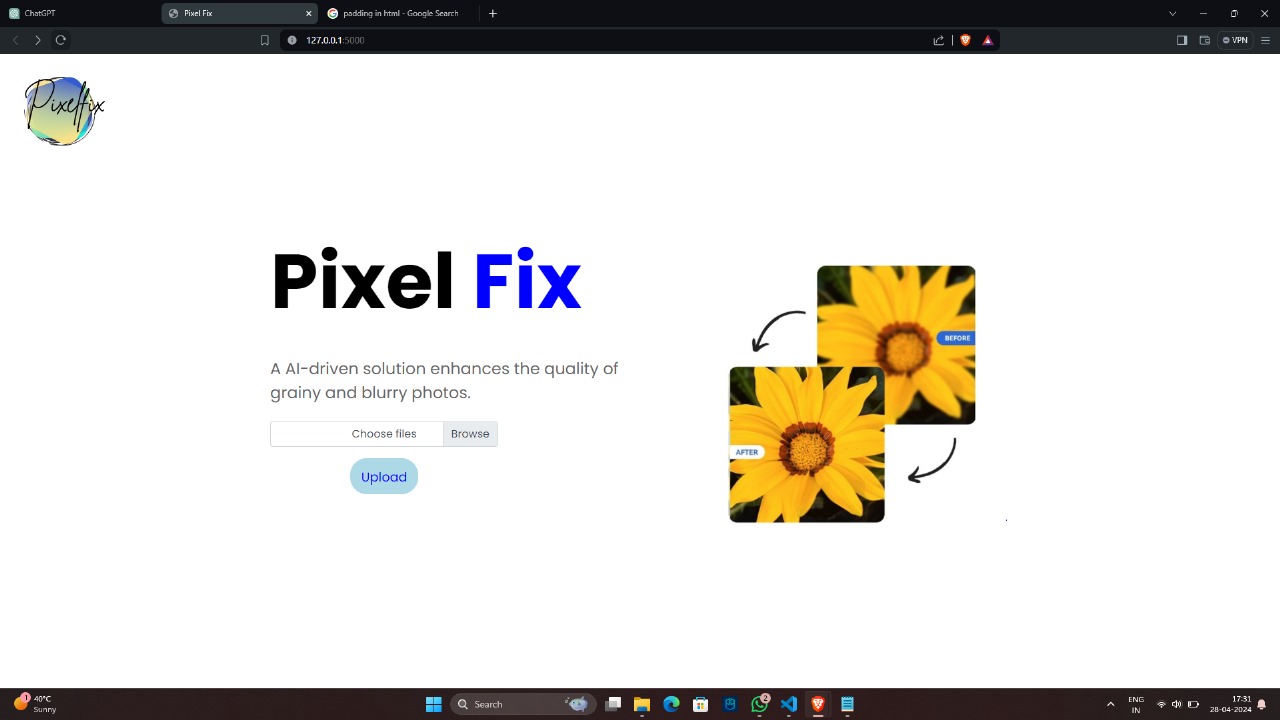 ChatGPT
Pixel Fix
padding in html - Google Search
127.0.0.1:5000
VPN
Pixelfix
Pixel Fix
A AI-driven solution enhances the quality of
grainy and blurry photos.
Choose files
Browse
Upload
BEFORE
AFTER
1
40°C
Sunny
Search
2
ENG
IN
17:31
28-04-2024